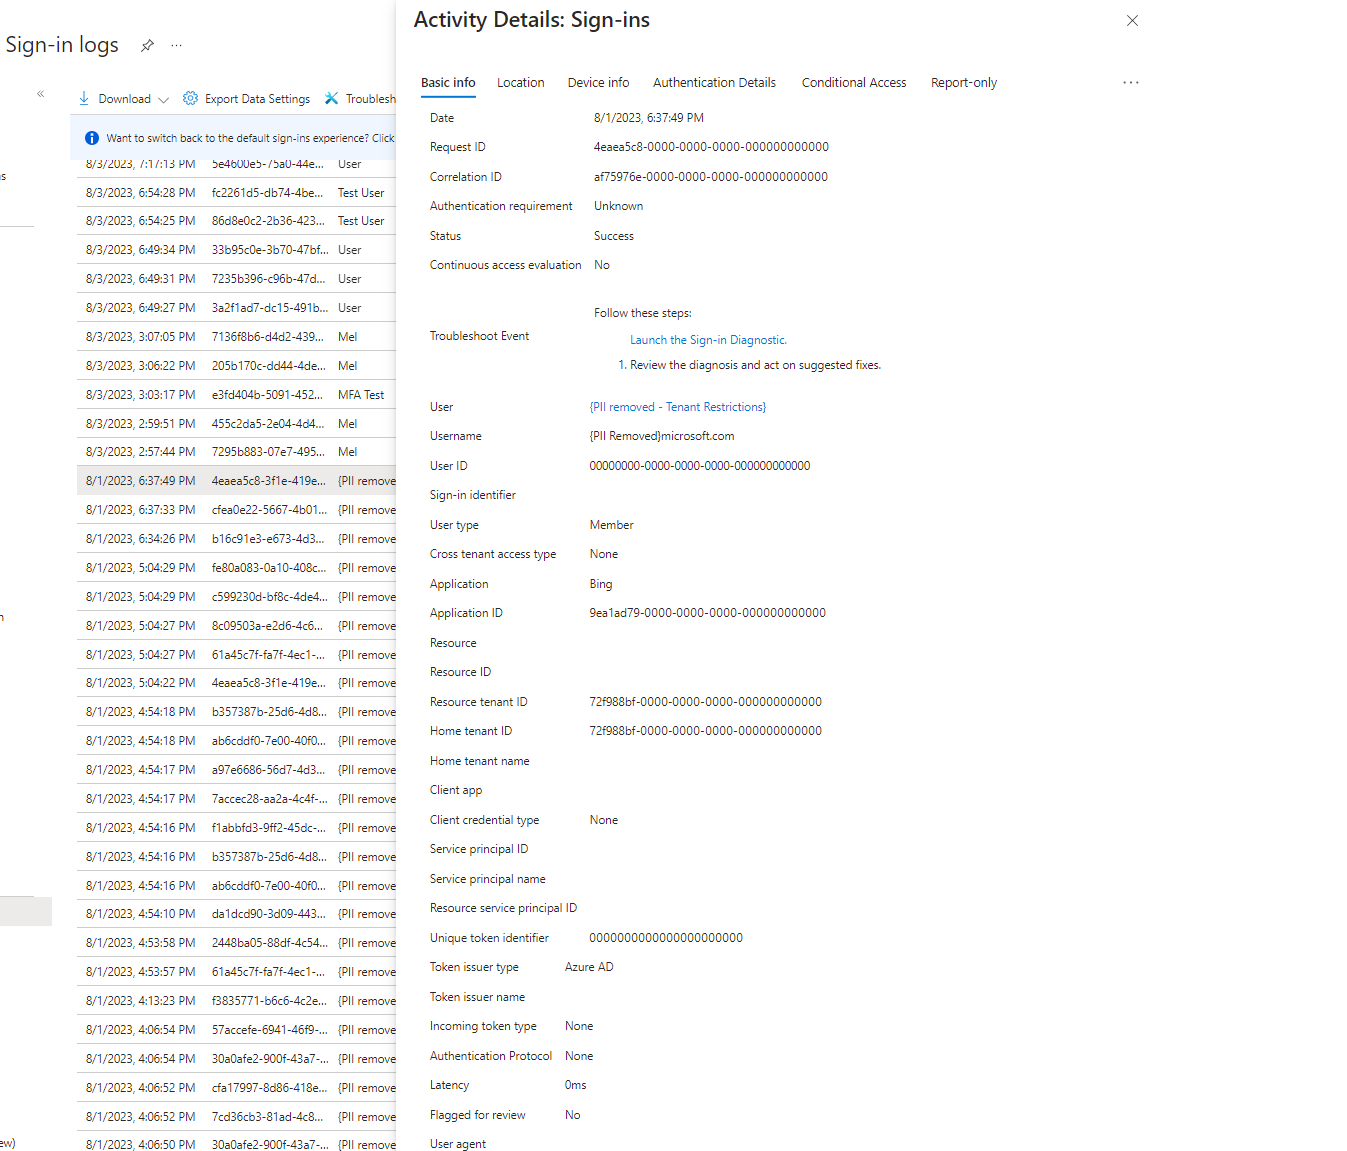 Sign-in logs
...
«
Download
Export Data Settings
Troublesh
Want to switch back to the default sign-ins experience? Click
8/3/2023, 7:17:13 PM 5e4600e5-75a0-44e... User
8/3/2023, 6:54:28 PM fc2261d5-db74-4be... Test User
8/3/2023, 6:54:25 PM 86d8e0c2-2b36-423... Test User
8/3/2023, 6:49:34 PM 33b95c0e-3b70-47bf... User
8/3/2023, 6:49:31 PM 7235b396-c96b-47d... User
8/3/2023, 6:49:27 PM 3a2f1ad7-dc15-491b... User
8/3/2023, 3:07:05 PM 7136f8b6-d4d2-439... Mel
8/3/2023, 3:06:22 PM 205b170c-dd44-4de... Mel
8/3/2023, 3:03:17 PM e3fd404b-5091-452... MFA Test
8/3/2023, 2:59:51 PM 455c2da5-2e04-4d4... Mel
8/3/2023, 2:57:44 PM 7295b883-07e7-495... Mel
8/1/2023, 6:37:49 PM 4eaea5c8-3f1e-419e... {PII remove
8/1/2023, 6:37:33 PM cfea0e22-5667-4b01... {PII remove
8/1/2023, 6:34:26 PM b16c91e3-e673-4d3... {PII remove
8/1/2023, 5:04:29 PM fe80a083-0a10-408c... {PII remove
8/1/2023, 5:04:29 PM c599230d-bf8c-4de4... {PII remove
8/1/2023, 5:04:27 PM 8c09503a-e2d6-4c6... {PII remove
8/1/2023, 5:04:27 PM 61a45c7f-fa7f-4ec1-... {PII remove
8/1/2023, 5:04:22 PM 4eaea5c8-3f1e-419e... {PII remove
8/1/2023, 4:54:18 PM b357387b-25d6-4d8... {PII remove
8/1/2023, 4:54:18 PM ab6cddf0-7e00-40f0... {PII remove
8/1/2023, 4:54:17 PM a97e6686-56d7-4d3... {PII remove
8/1/2023, 4:54:17 PM 7accec28-aa2a-4c4f-... {PII remove
8/1/2023, 4:54:16 PM f1abbfd3-9ff2-45dc-... {PII remove
8/1/2023, 4:54:16 PM b357387b-25d6-4d8... {PII remove
8/1/2023, 4:54:16 PM ab6cddf0-7e00-40f0... {PII remove
8/1/2023, 4:54:10 PM da1dcd90-3d09-443... {PII remove
8/1/2023, 4:53:58 PM 2448ba05-88df-4c54... {PII remove
8/1/2023, 4:53:57 PM 61a45c7f-fa7f-4ec1-... {PII remove
8/1/2023, 4:13:23 PM f3835771-b6c6-4c2e... {PII remove
8/1/2023, 4:06:54 PM 57accefe-6941-46f9-... {PII remove
8/1/2023, 4:06:54 PM 30a0afe2-900f-43a7-... {PII remove
8/1/2023, 4:06:52 PM cfa17997-8d86-418e... {PII remove
8/1/2023, 4:06:52 PM 7cd36cb3-81ad-4c8... {PII remove
8/1/2023, 4:06:50 PM 30a0afe2-900f-43a7-... {PII remove
s
n
ew)
Activity Details: Sign-ins
Basic info Location Device info Authentication Details Conditional Access Report-only ...
Date 8/1/2023, 6:37:49 PM
Request ID 4eaea5c8-0000-0000-0000-000000000000
Correlation ID af75976e-0000-0000-0000-000000000000
Authentication requirement Unknown
Status Success
Continuous access evaluation No
Troubleshoot Event
Follow these steps:
Launch the Sign-in Diagnostic.
1. Review the diagnosis and act on suggested fixes.
User {PII removed - Tenant Restrictions}
Username {PII Removed}microsoft.com
User ID 00000000-0000-0000-0000-000000000000
Sign-in identifier
User type Member
Cross tenant access type None
Application Bing
Application ID 9ea1ad79-0000-0000-0000-000000000000
Resource
Resource ID
Resource tenant ID 72f988bf-0000-0000-0000-000000000000
Home tenant ID 72f988bf-0000-0000-0000-000000000000
Home tenant name
Client app
Client credential type None
Service principal ID
Service principal name
Resource service principal ID
Unique token identifier 0000000000000000000000
Token issuer type Azure AD
Token issuer name
Incoming token type None
Authentication Protocol None
Latency 0ms
Flagged for review No
User agent